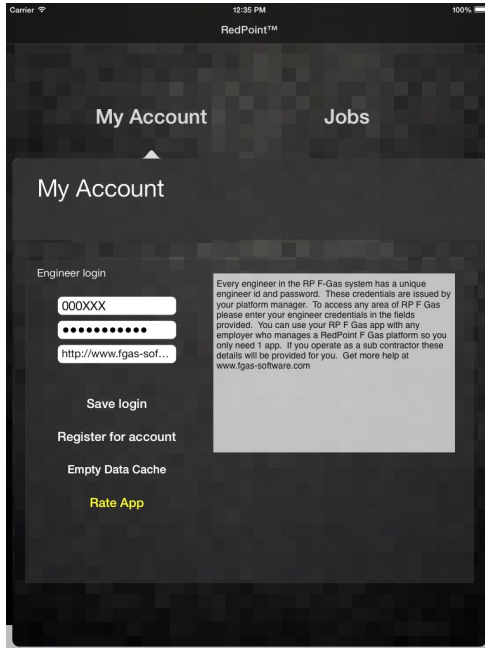 Carrier 12:35 PM 100%
RedPoint™
My Account Jobs
My Account
Engineer login
000XXX
●●●●●●●●●●●
http://www.fgas-sof...
Save login
Register for account
Empty Data Cache
Rate App
Every engineer in the RP F-Gas system has a unique
engineer id and password. These credentials are issued by
your platform manager. To access any area of RP F Gas
please enter your engineer credentials in the fields
provided. You can use your RP F Gas app with any
employer who manages a RedPoint F Gas platform so you
only need 1 app. If you operate as a sub contractor these
details will be provided for you. Get more help at
www.fgas-software.com